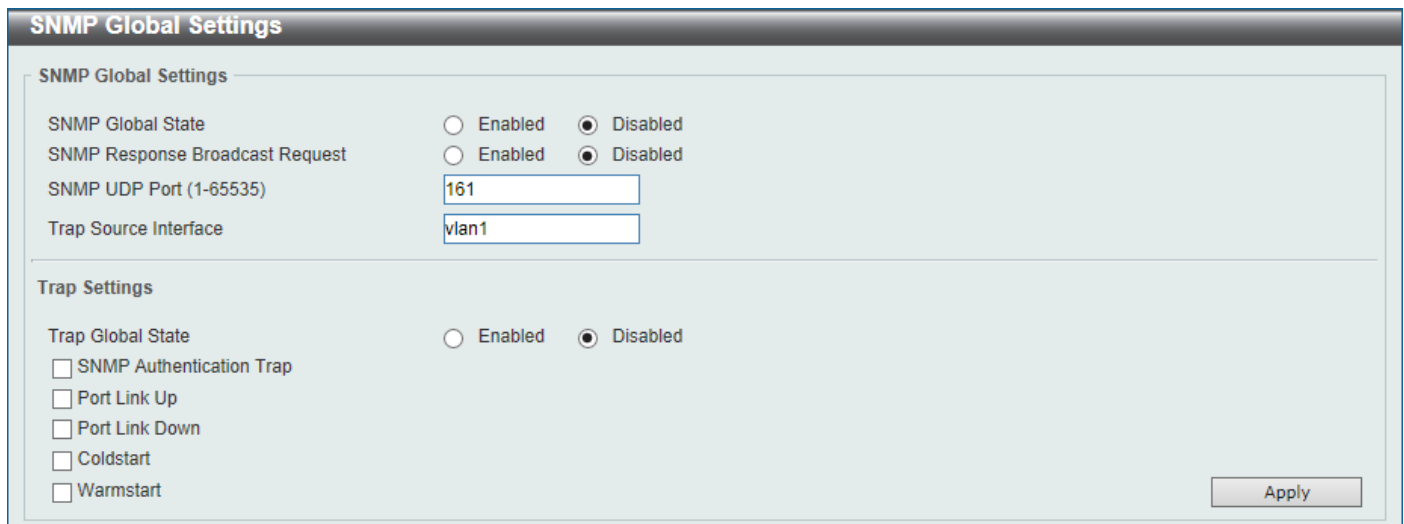 SNMP Global Settings
SNMP Global Settings
SNMP Global State Enabled Disabled
SNMP Response Broadcast Request Enabled Disabled
SNMP UDP Port (1-65535) 161
Trap Source Interface vlan1
Trap Settings
Trap Global State Enabled Disabled
SNMP Authentication Trap
Port Link Up
Port Link Down
Coldstart
Warmstart Apply